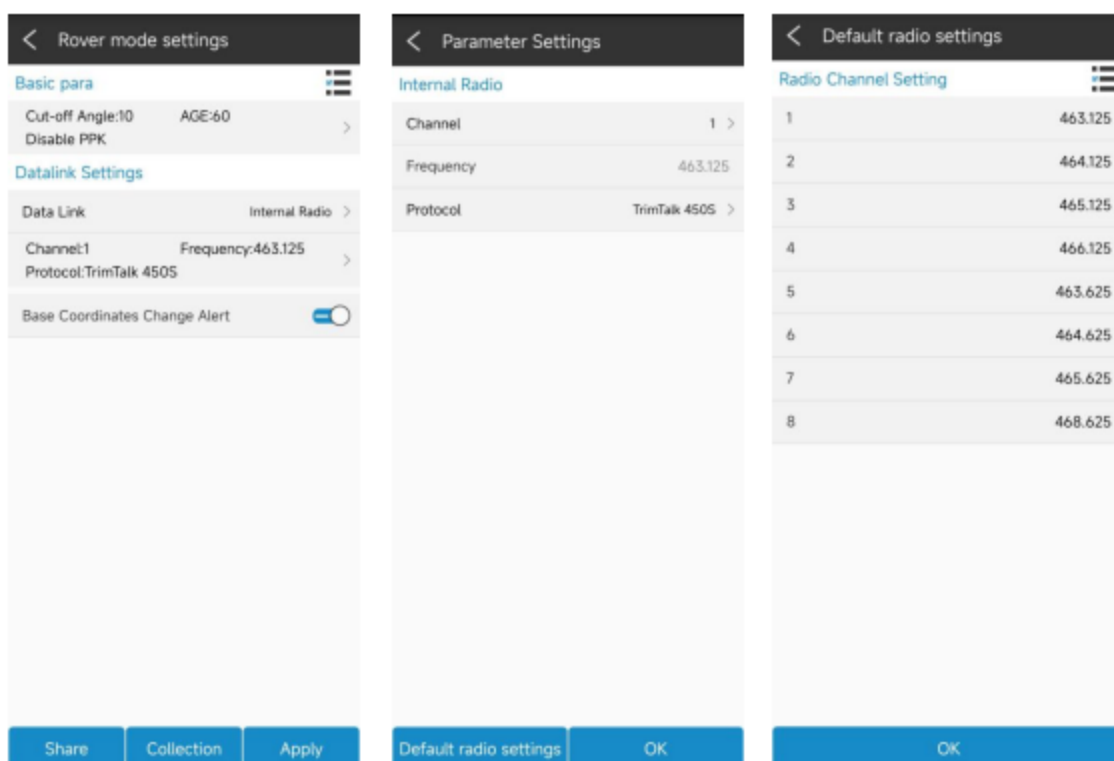 Rover mode settings
Basic para
Cut-off Angle:10 AGE:60
Disable PPK
Datalink Settings
Data Link Internal Radio
Channel:1 Frequency:463.125
Protocol:TrimTalk 450S
Base Coordinates Change Alert
Share Collection Apply
Parameter Settings
Internal Radio
Channel 1
Frequency 463.125
Protocol TrimTalk 450S
Default radio settings OK
Default radio settings
Radio Channel Setting
1 463.125
2 464.125
3 465.125
4 466.125
5 463.625
6 464.625
7 465.625
8 468.625
OK